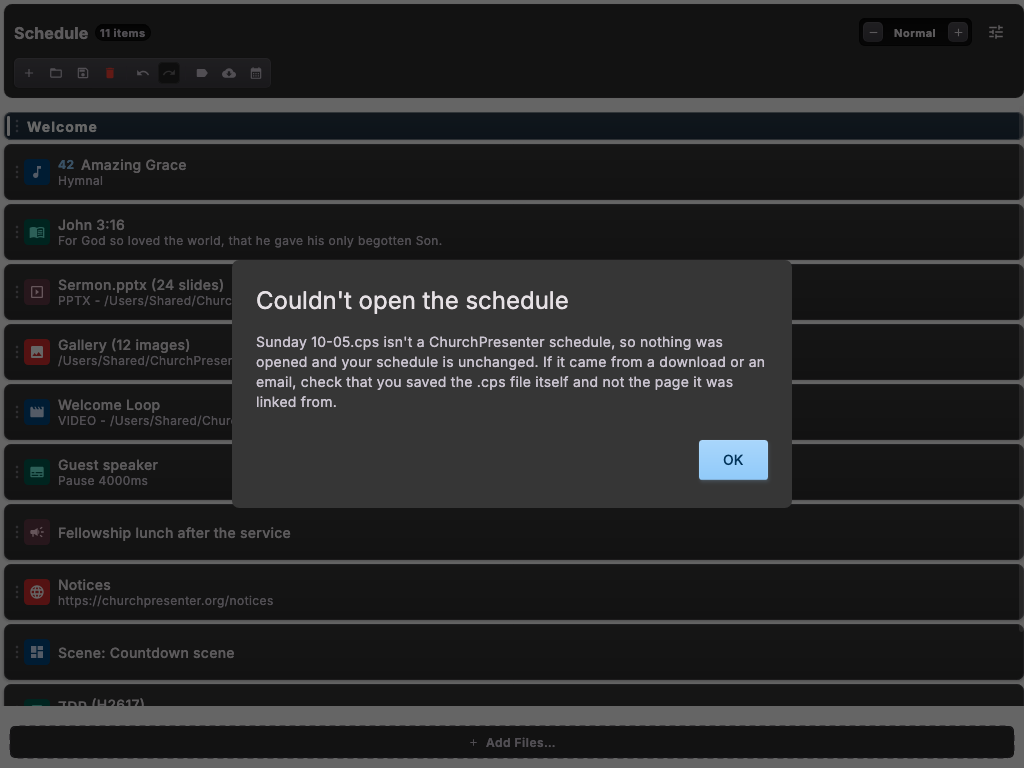 Schedule 11 items
− Normal +
Welcome
42 Amazing Grace
Hymnal
John 3:16
For God so loved the world, that he gave his only begotten Son.
Sermon.pptx (24 slides)
PPTX - /Users/Shared/Churc
Gallery (12 images)
/Users/Shared/ChurchPresen
Welcome Loop
VIDEO - /Users/Shared/Churc
Guest speaker
Pause 4000ms
Fellowship lunch after the service
Notices
https://churchpresenter.org/notices
Scene: Countdown scene
+ Add Files...
Couldn't open the schedule
Sunday 10-05.cps isn't a ChurchPresenter schedule, so nothing was
opened and your schedule is unchanged. If it came from a download or an
email, check that you saved the .cps file itself and not the page it was
linked from.
OK